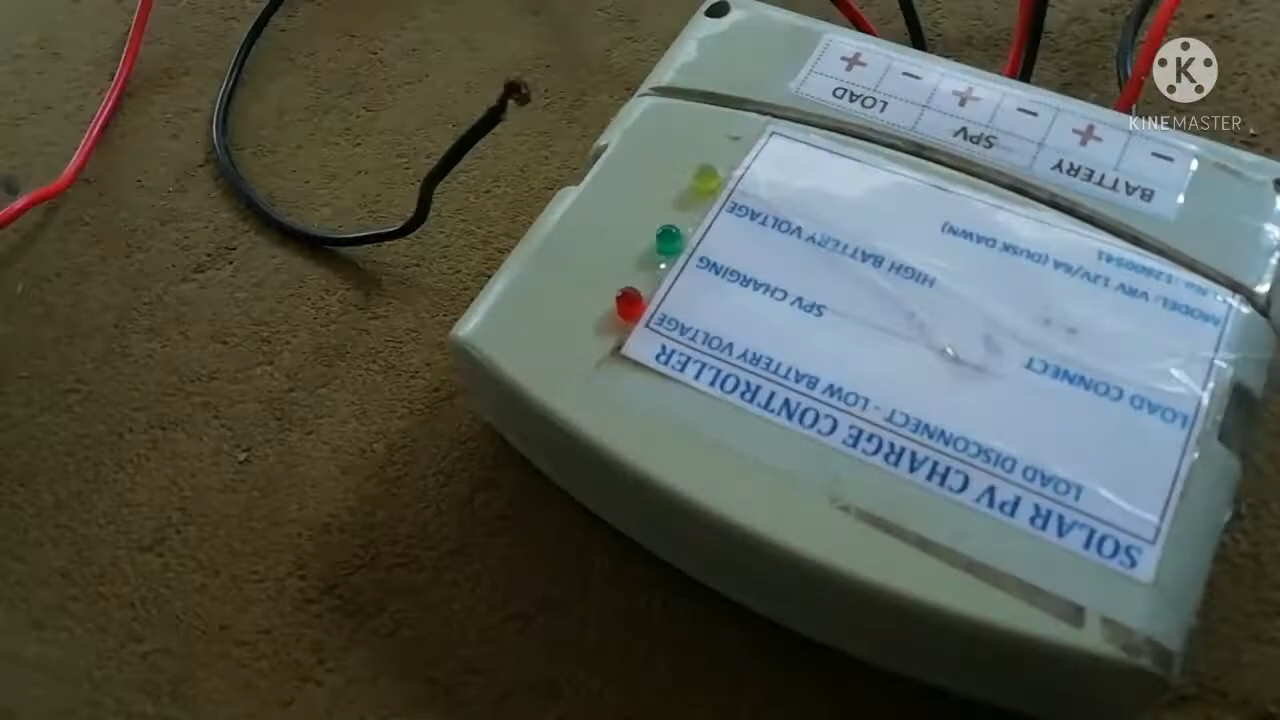 SOLAR PV CHARGE CONTROLLER
LOAD DISCONNECT - LOW BATTERY VOLTAGE
LOAD CONNECT
SPV CHARGING
HIGH BATTERY VOLTAGE
MODEL: VRV 12V/6A (DUSK DAWN)
No.
BATTERY
SPV
LOAD
- + - + - +
K
KINEMASTER